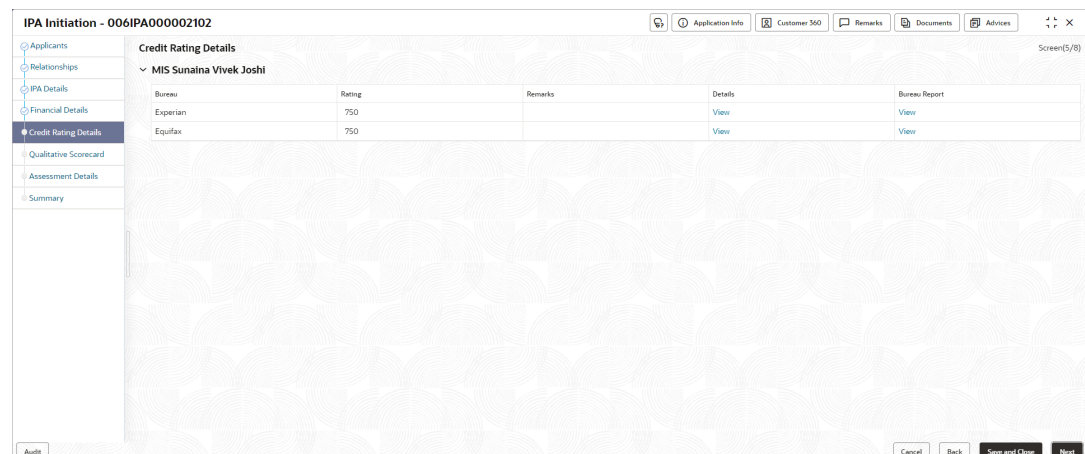 IPA Initiation - 006IPA000002102
Application Info
Customer 360
Remarks
Documents
Advices
Applicants
Relationships
IPA Details
Financial Details
Credit Rating Details
Qualitative Scorecard
Assessment Details
Summary
Credit Rating Details
Screen(5/8)
MIS Sunaina Vivek Joshi
Bureau Rating Remarks Details Bureau Report
Experian 750 View View
Equifax 750 View View
Audit
Cancel
Back
Save and Close
Next